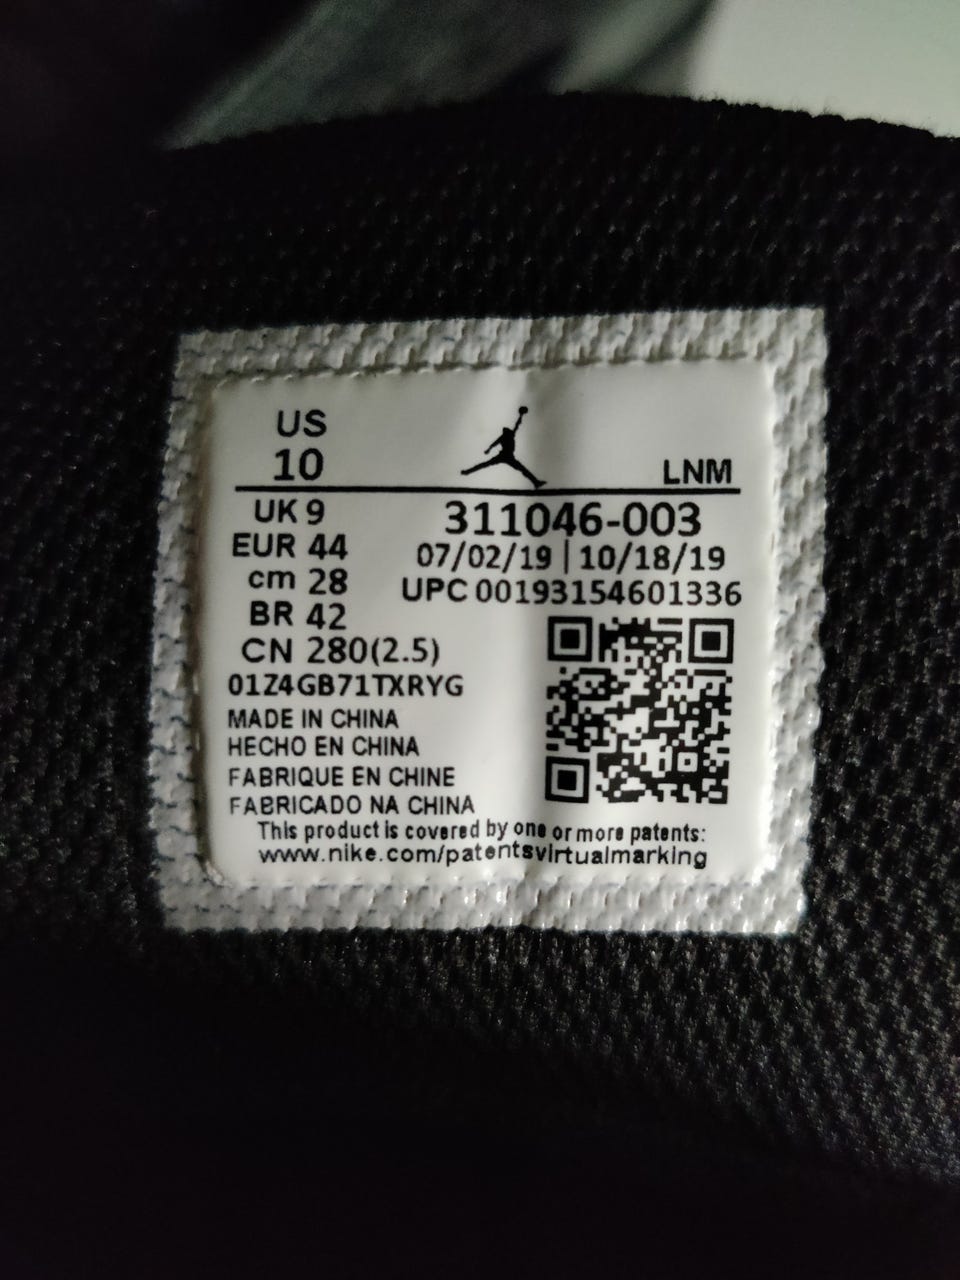 US
10
LNM
UK 9
EUR 44
cm 28
BR 42
CN 280(2.5)
311046-003
07/02/19 | 10/18/19
UPC 00193154601336
01Z4GB71TXRYG
MADE IN CHINA
HECHO EN CHINA
FABRIQUE EN CHINE
FABRICADO NA CHINA
This product is covered by one or more patents:
www.nike.com/patentsvirtualmarking